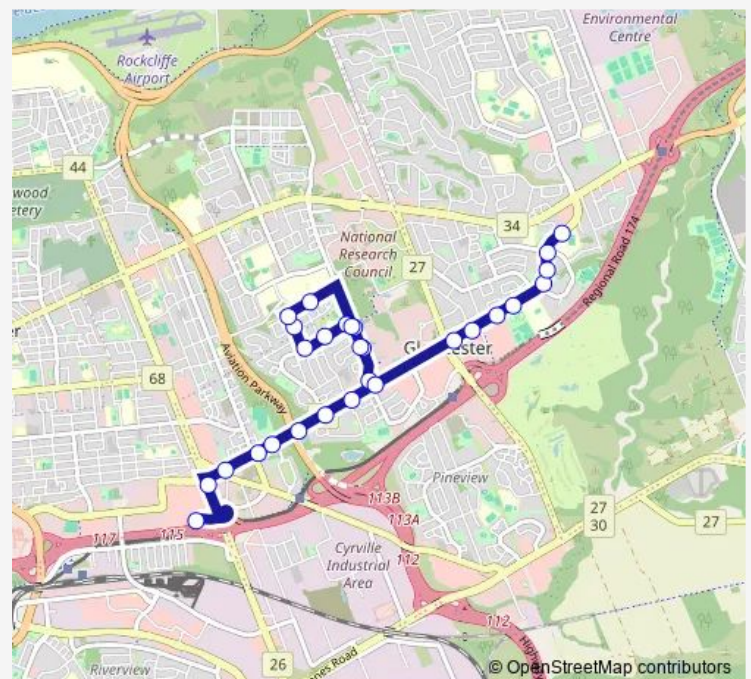 Environmental
Centre
Rockcliffe
Airport
44
wood
etery
34
National
Research
Council
27
Regional Road 174
68
Aviation Parkway
Pineview
113B
113A
27
30
27
117
115
Cyrville
Industrial
Area
112
112
26
Riverview
© OpenStreetMap contributors